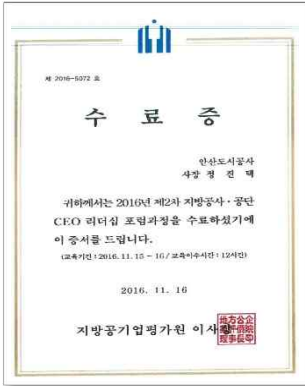 제 2016-5072 호
수 료 증
안산도시공사
사장 정 진 택
귀하께서는 2016년 제2차 지방공사·공단
CEO 리더십 포럼과정을 수료하셨기에
이 증서를 드립니다.
(교육기간 : 2016. 11. 15 - 16 / 교육이수시간 : 12시간)
2016. 11. 16
지방공기업평가원 이사장